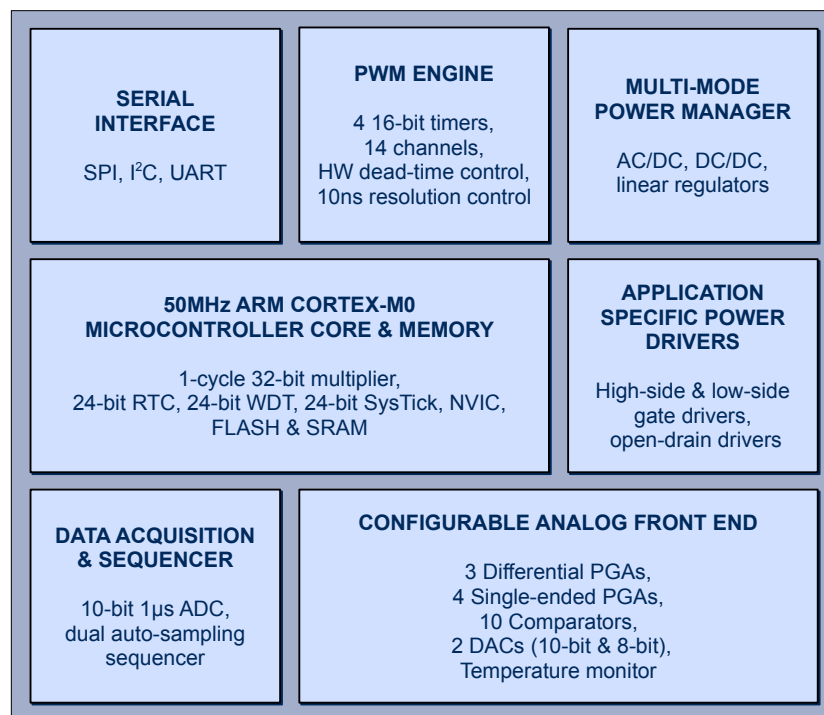 SERIAL
INTERFACE
SPI, I²C, UART
PWM ENGINE
4 16-bit timers,
14 channels,
HW dead-time control,
10ns resolution control
MULTI-MODE
POWER MANAGER
AC/DC, DC/DC,
linear regulators
50MHz ARM CORTEX-M0
MICROCONTROLLER CORE & MEMORY
1-cycle 32-bit multiplier,
24-bit RTC, 24-bit WDT, 24-bit SysTick, NVIC,
FLASH & SRAM
APPLICATION
SPECIFIC POWER
DRIVERS
High-side & low-side
gate drivers,
open-drain drivers
DATA ACQUISITION
& SEQUENCER
10-bit 1µs ADC,
dual auto-sampling
sequencer
CONFIGURABLE ANALOG FRONT END
3 Differential PGAs,
4 Single-ended PGAs,
10 Comparators,
2 DACs (10-bit & 8-bit),
Temperature monitor